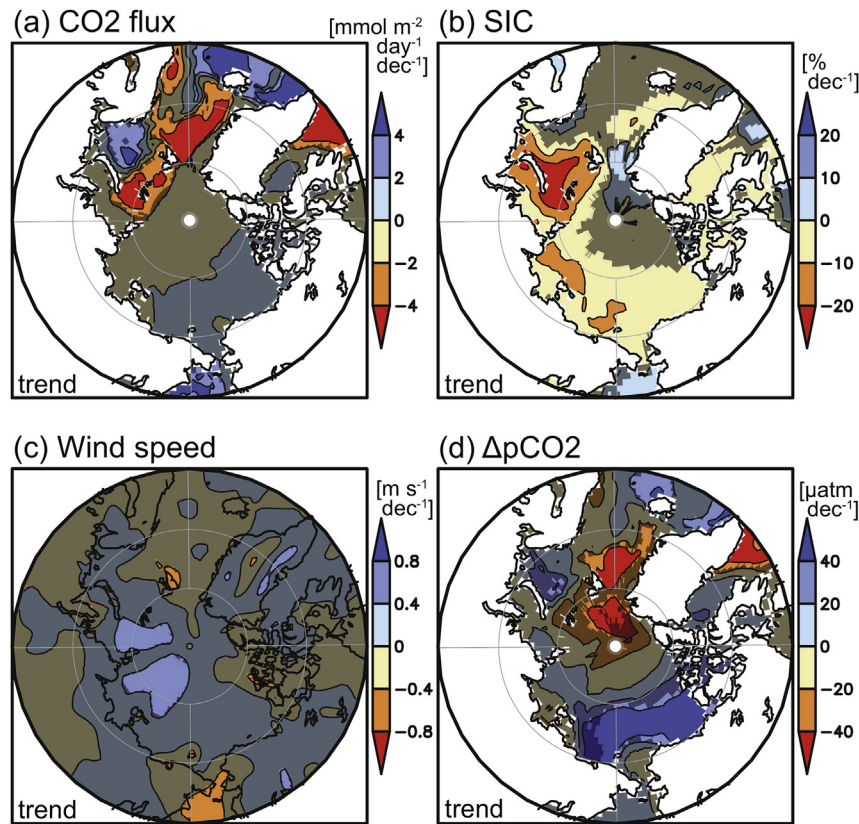 (a) CO2 flux
[mmol m⁻²
day⁻¹
dec⁻¹]
4
2
0
−2
−4
trend
(b) SIC
[%
dec⁻¹]
20
10
0
−10
−20
trend
(c) Wind speed
[m s⁻¹
dec⁻¹]
0.8
0.4
0
−0.4
−0.8
trend
(d) ΔpCO2
[µatm
dec⁻¹]
40
20
0
−20
−40
trend